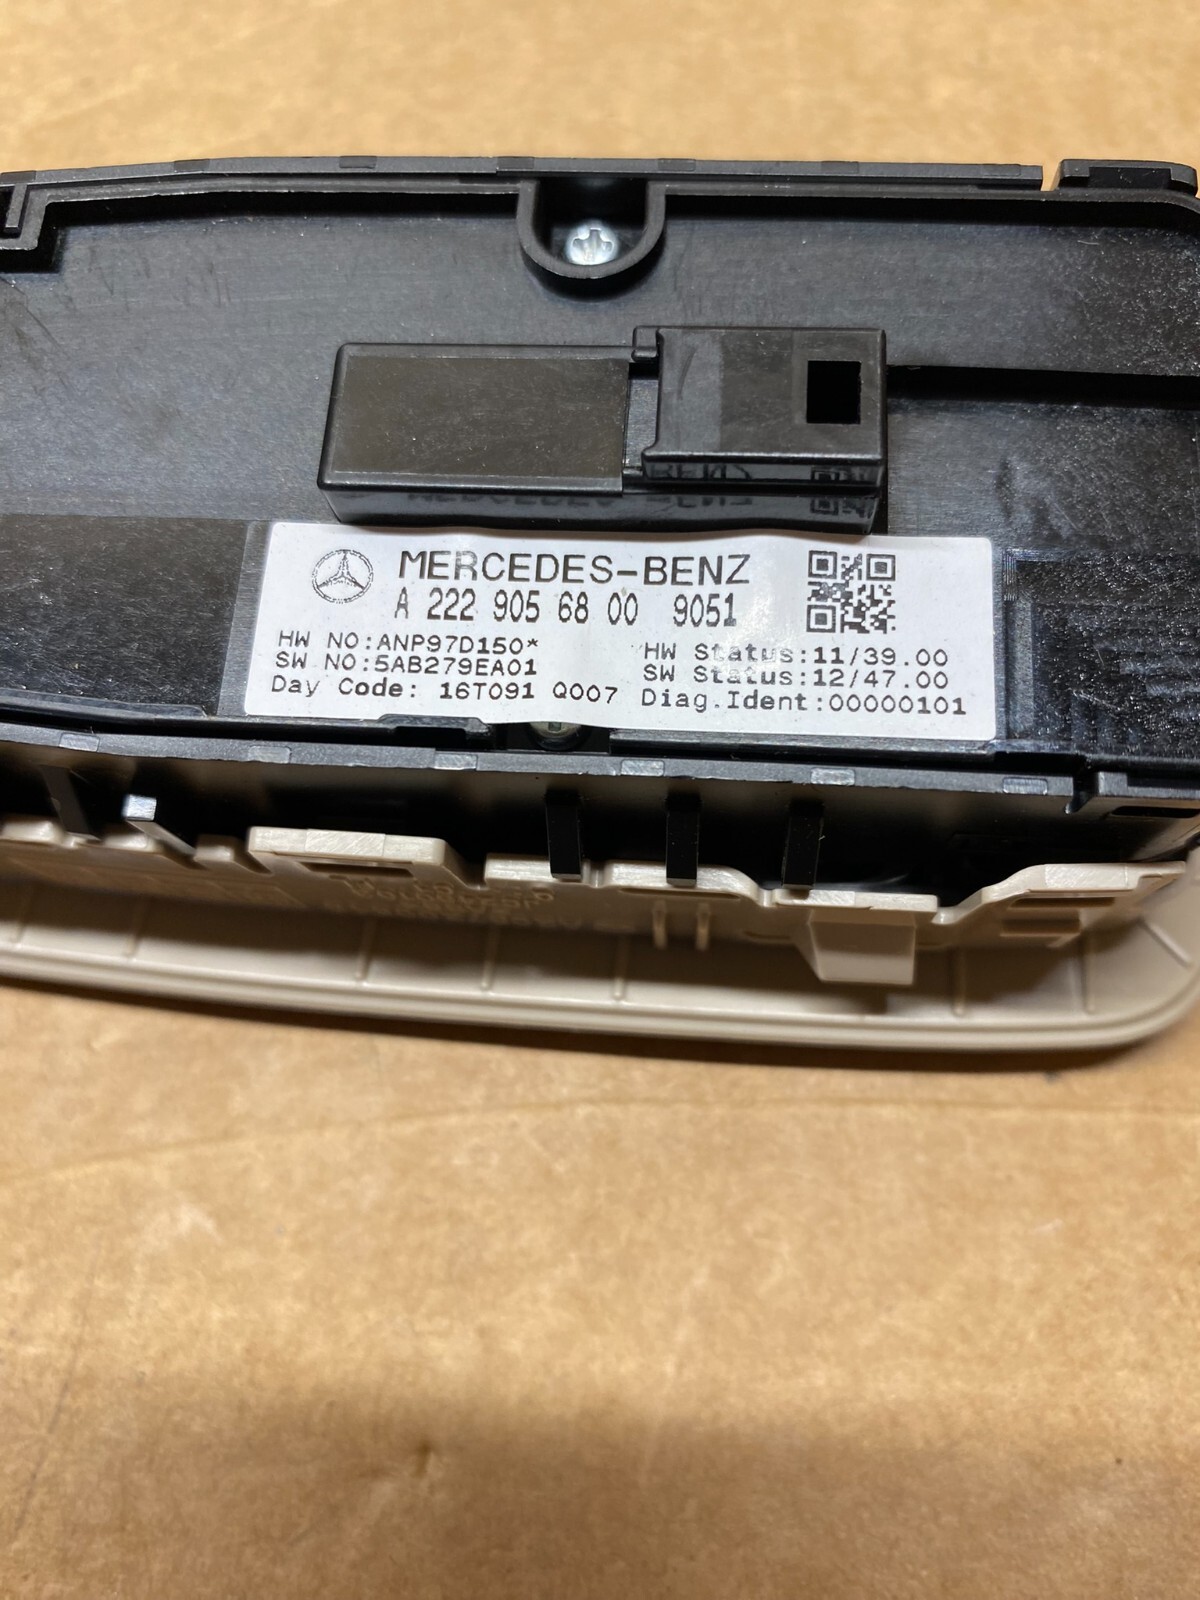 MERCEDES-BENZ
A 222 905 68 00 9051
HW NO:ANP97D150*
SW NO:5AB279EA01
Day Code: 16T091 Q007
HW Status:11/39.00
SW Status:12/47.00
Diag.Ident:00000101